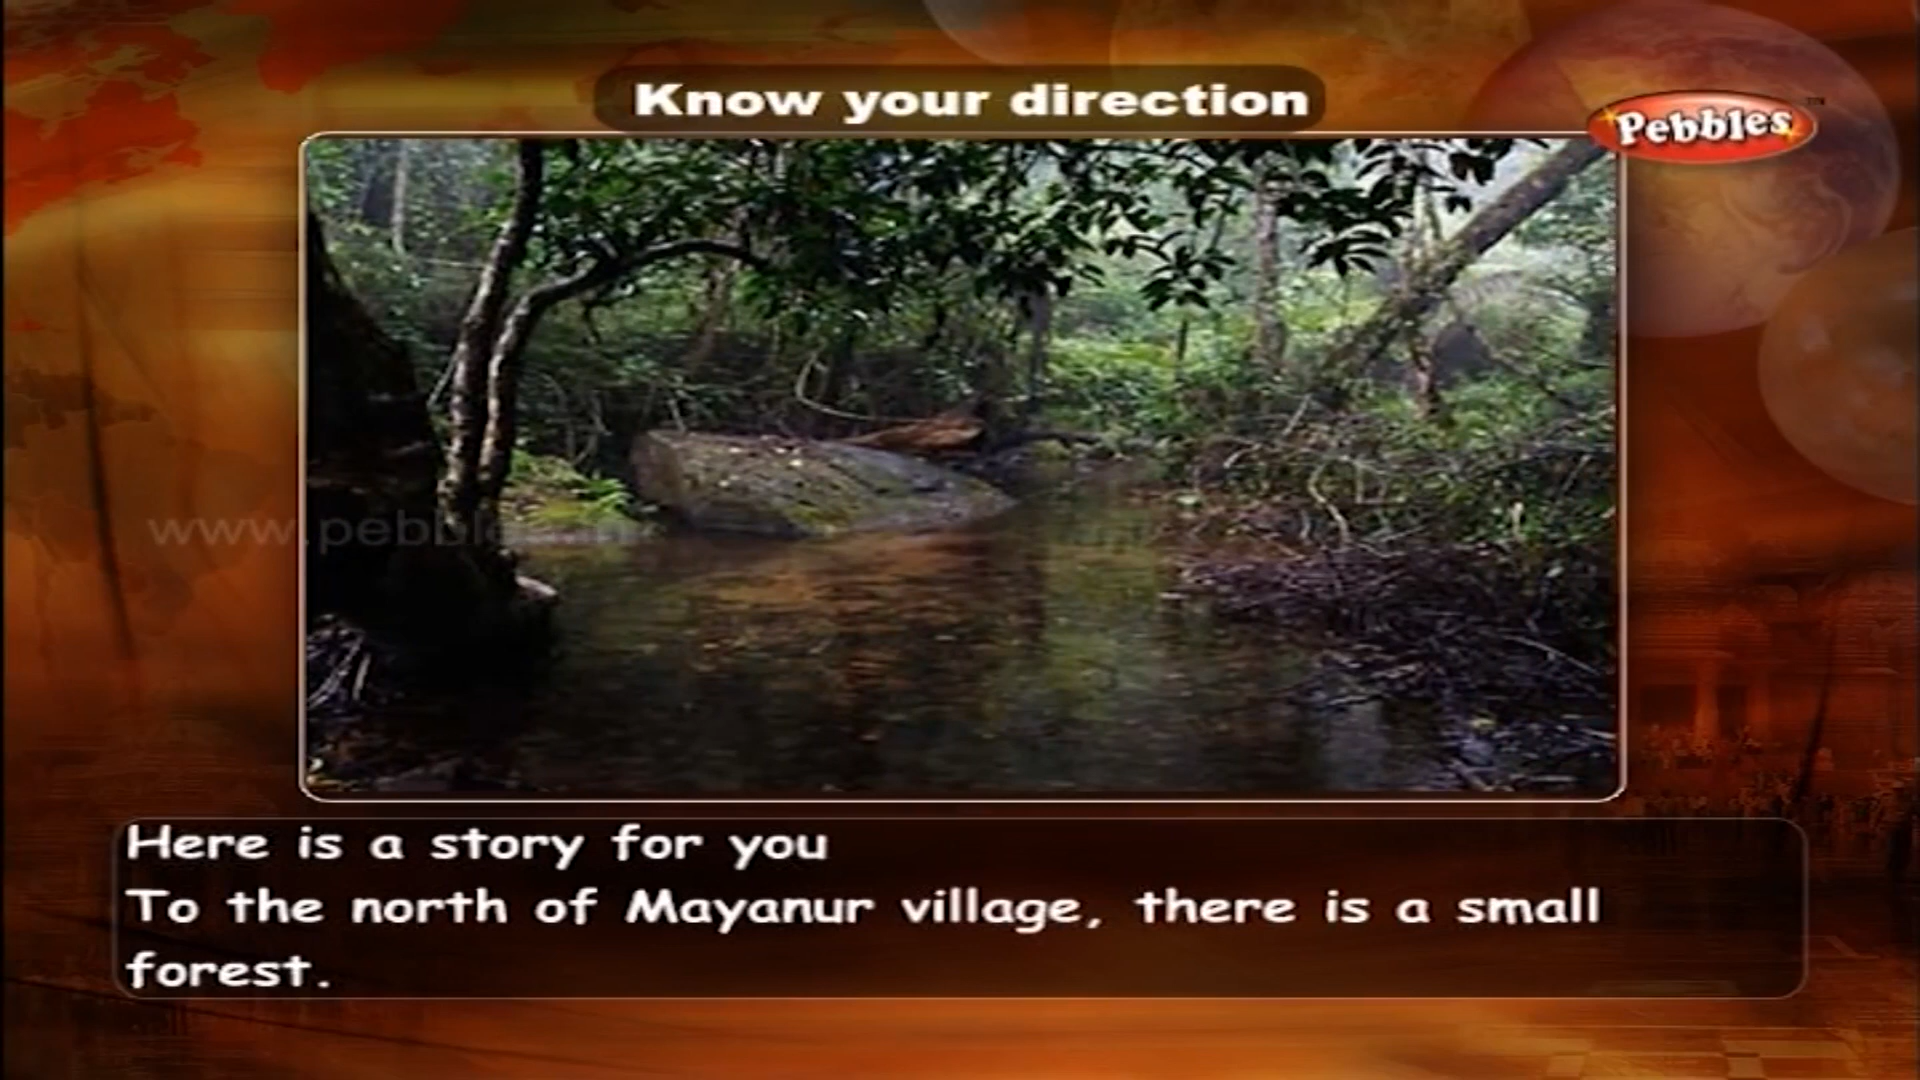 Know your direction
Pebbles
Here is a story for you
To the north of Mayanur village, there is a small
forest.